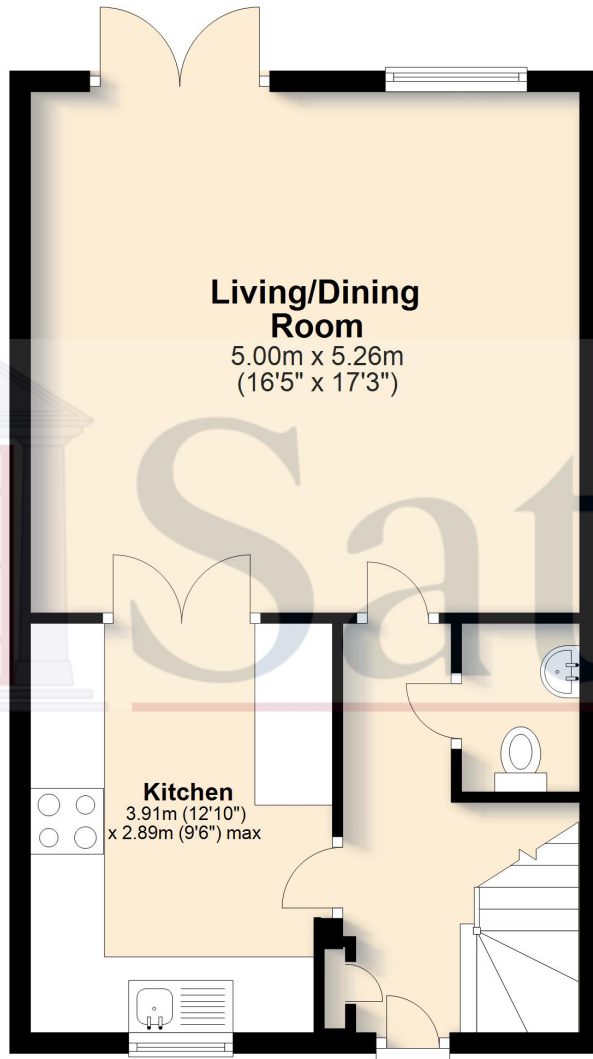 Living/Dining
Room
5.00m x 5.26m
(16'5" x 17'3")
Sat
Kitchen
3.91m (12'10")
x 2.89m (9'6") max